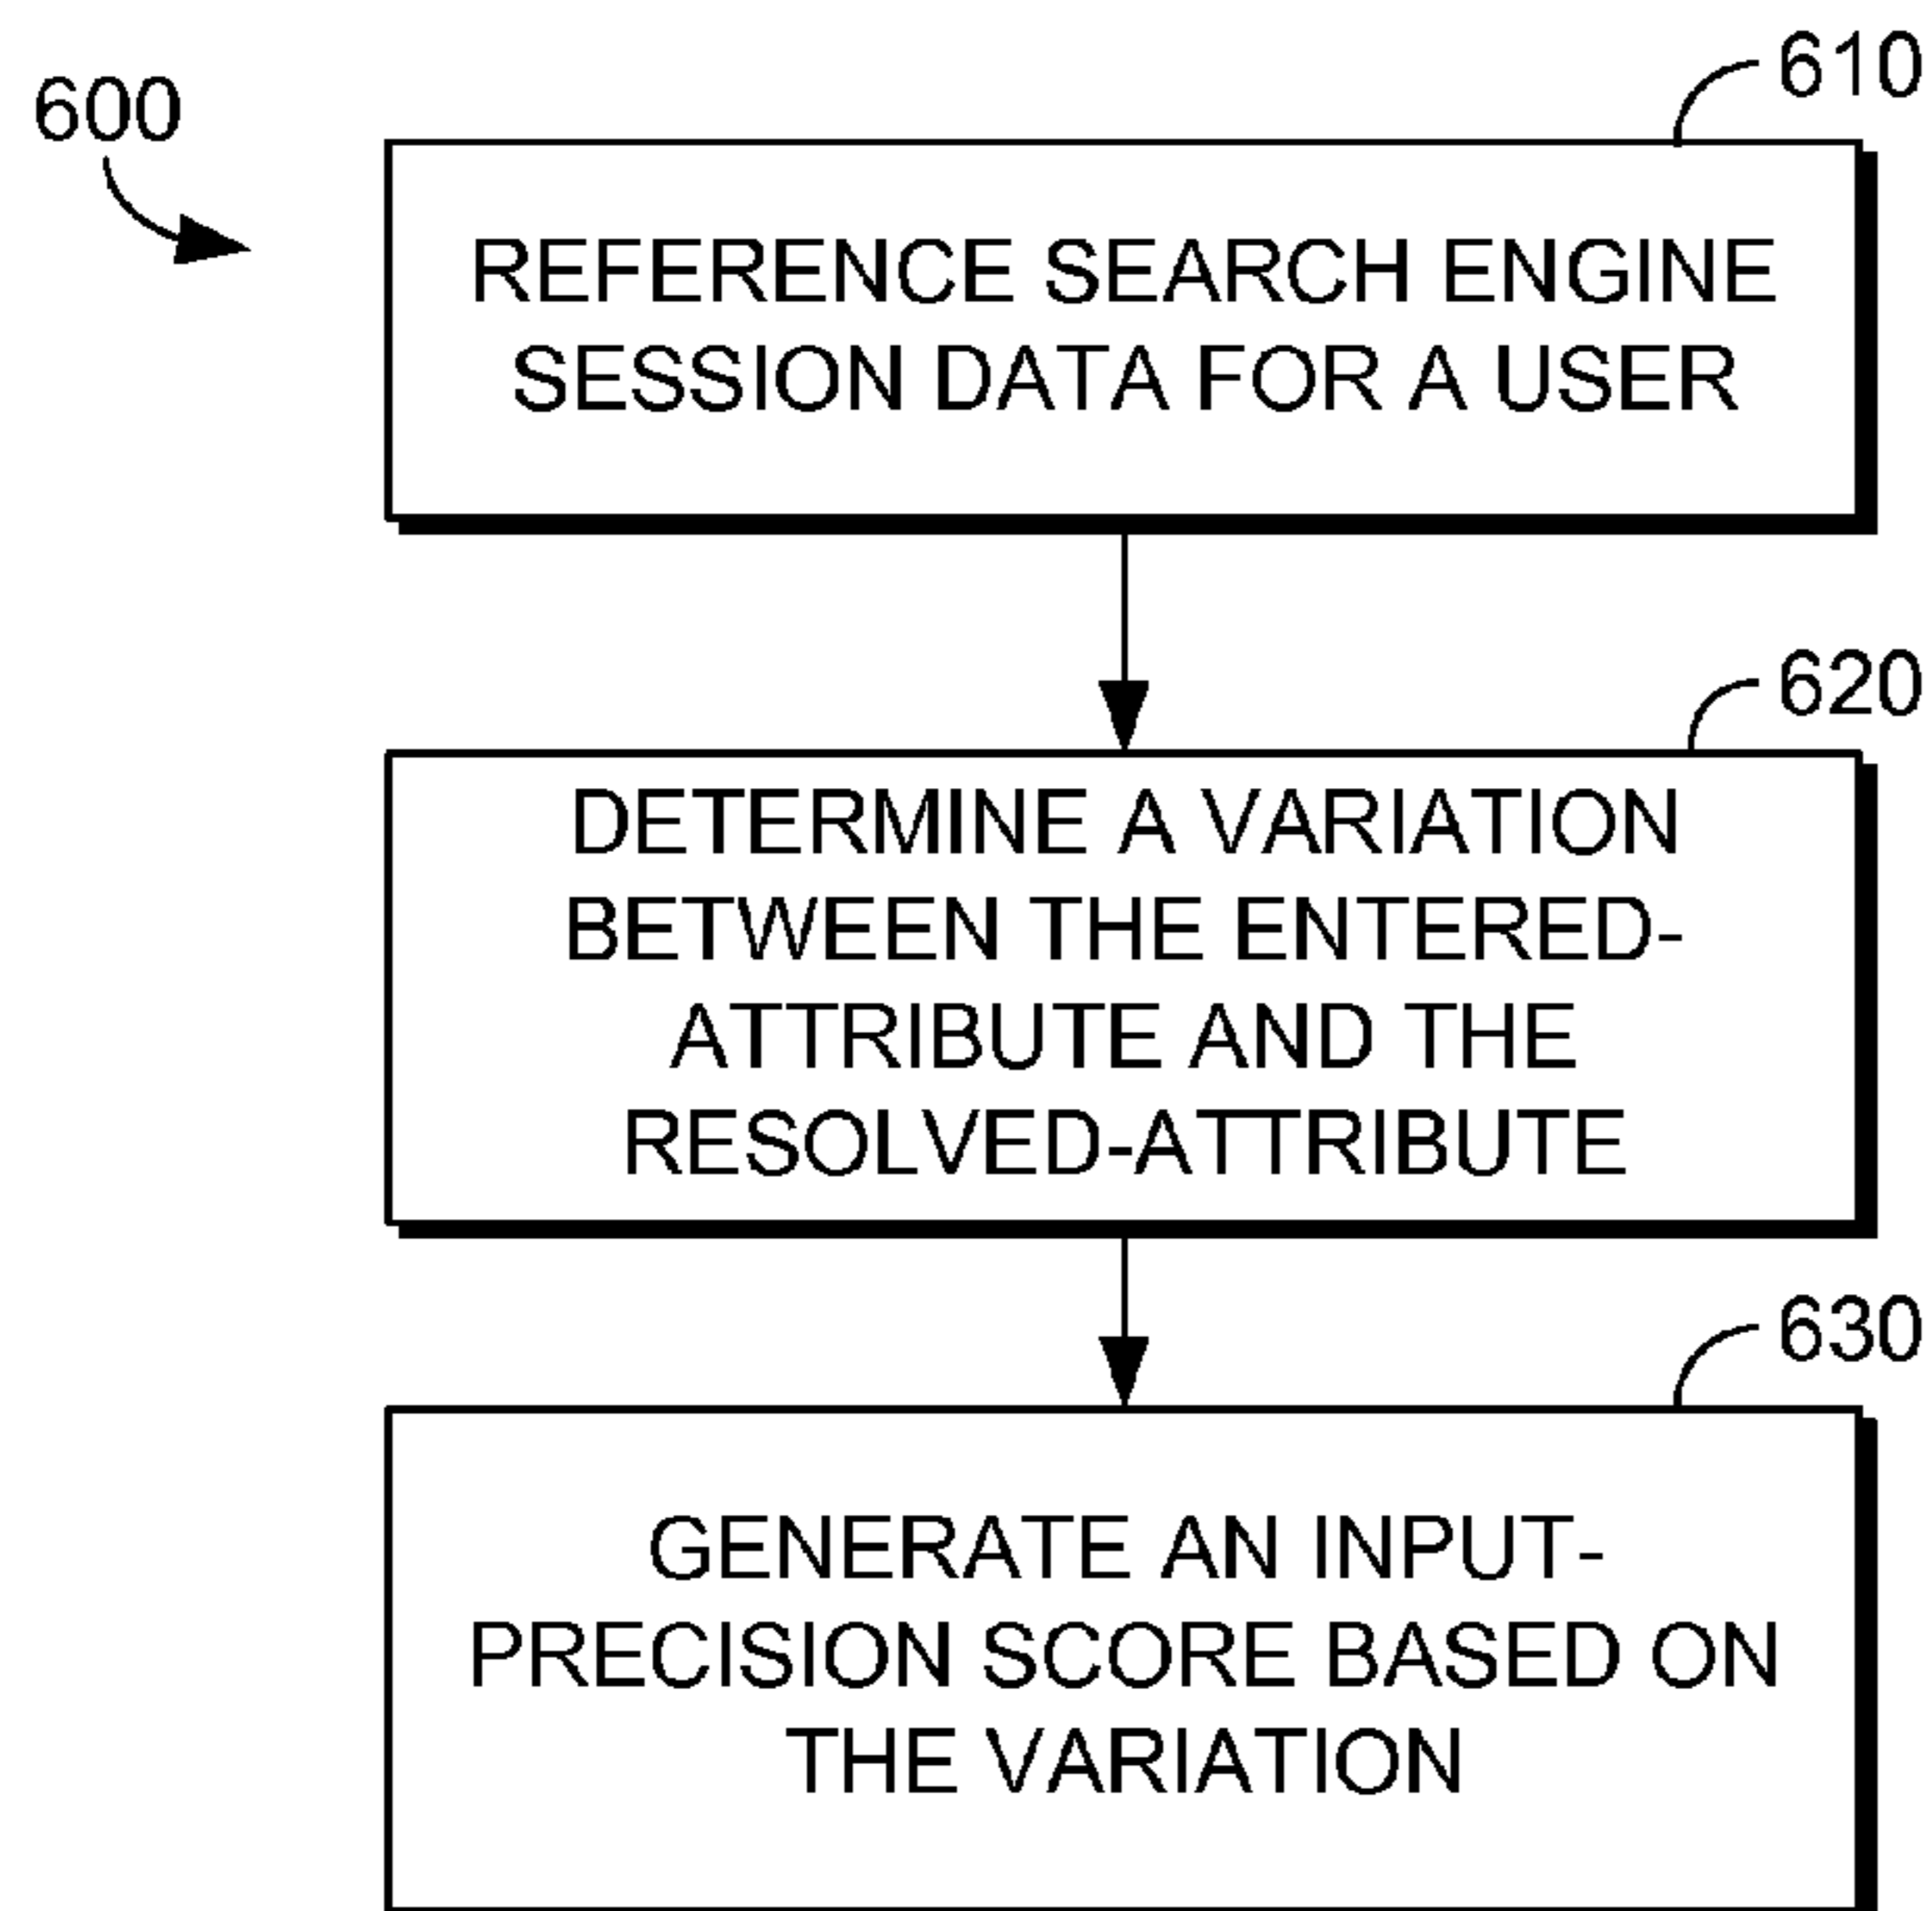 600
610
REFERENCE SEARCH ENGINE
SESSION DATA FOR A USER
620
DETERMINE A VARIATION
BETWEEN THE ENTERED-
ATTRIBUTE AND THE
RESOLVED-ATTRIBUTE
630
GENERATE AN INPUT-
PRECISION SCORE BASED ON
THE VARIATION